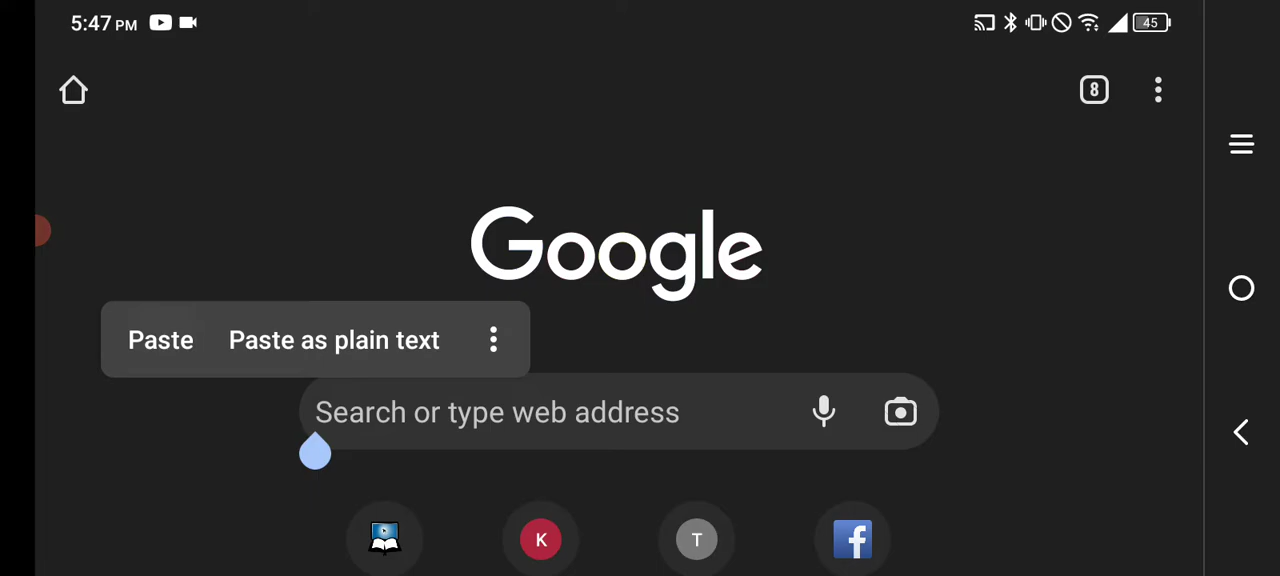 5:47 PM
45
8
Google
Paste Paste as plain text
Search or type web address
K T f